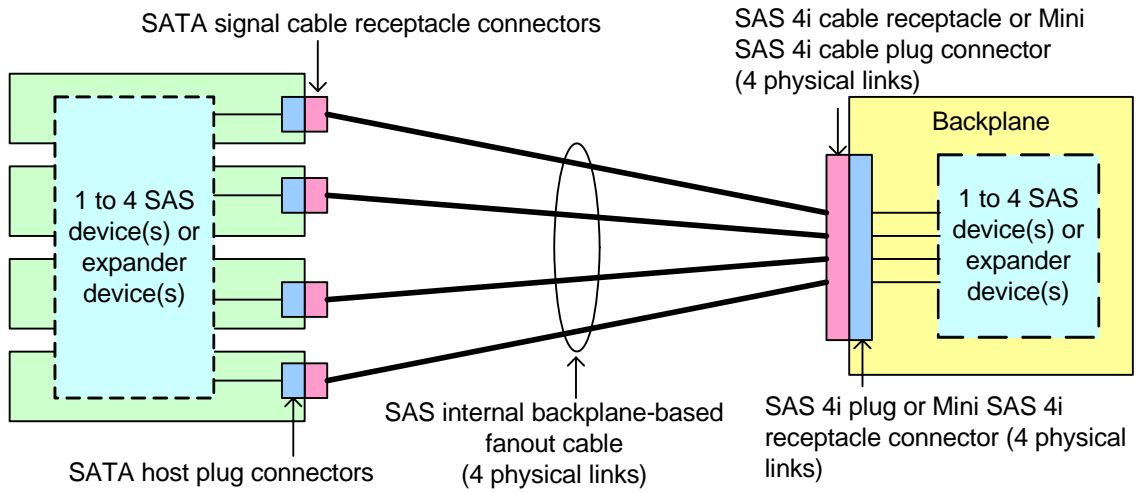 SATA signal cable receptacle connectors
SAS 4i cable receptacle or Mini
SAS 4i cable plug connector
(4 physical links)
Backplane
1 to 4 SAS
device(s) or
expander
device(s)
1 to 4 SAS
device(s) or
expander
device(s)
SAS internal backplane-based
fanout cable
(4 physical links)
SATA host plug connectors
SAS 4i plug or Mini SAS 4i
receptacle connector (4 physical
links)